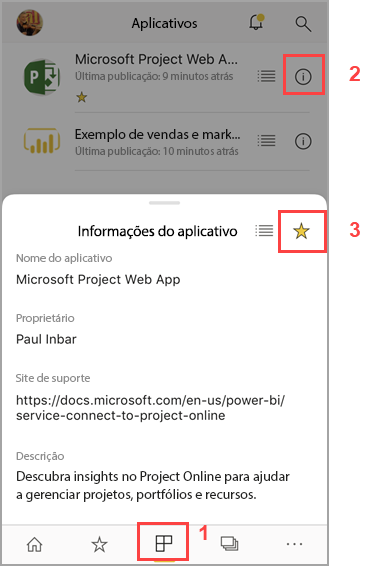 Aplicativos
Microsoft Project Web A...
Última publicação: 9 minutos atrás
2
Exemplo de vendas e mark...
Última publicação: 10 minutos atrás
Informações do aplicativo
3
Nome do aplicativo
Microsoft Project Web App
Proprietário
Paul Inbar
Site de suporte
https://docs.microsoft.com/en-us/power-bi/
service-connect-to-project-online
Descrição
Descubra insights no Project Online para ajudar
a gerenciar projetos, portfólios e recursos.
1